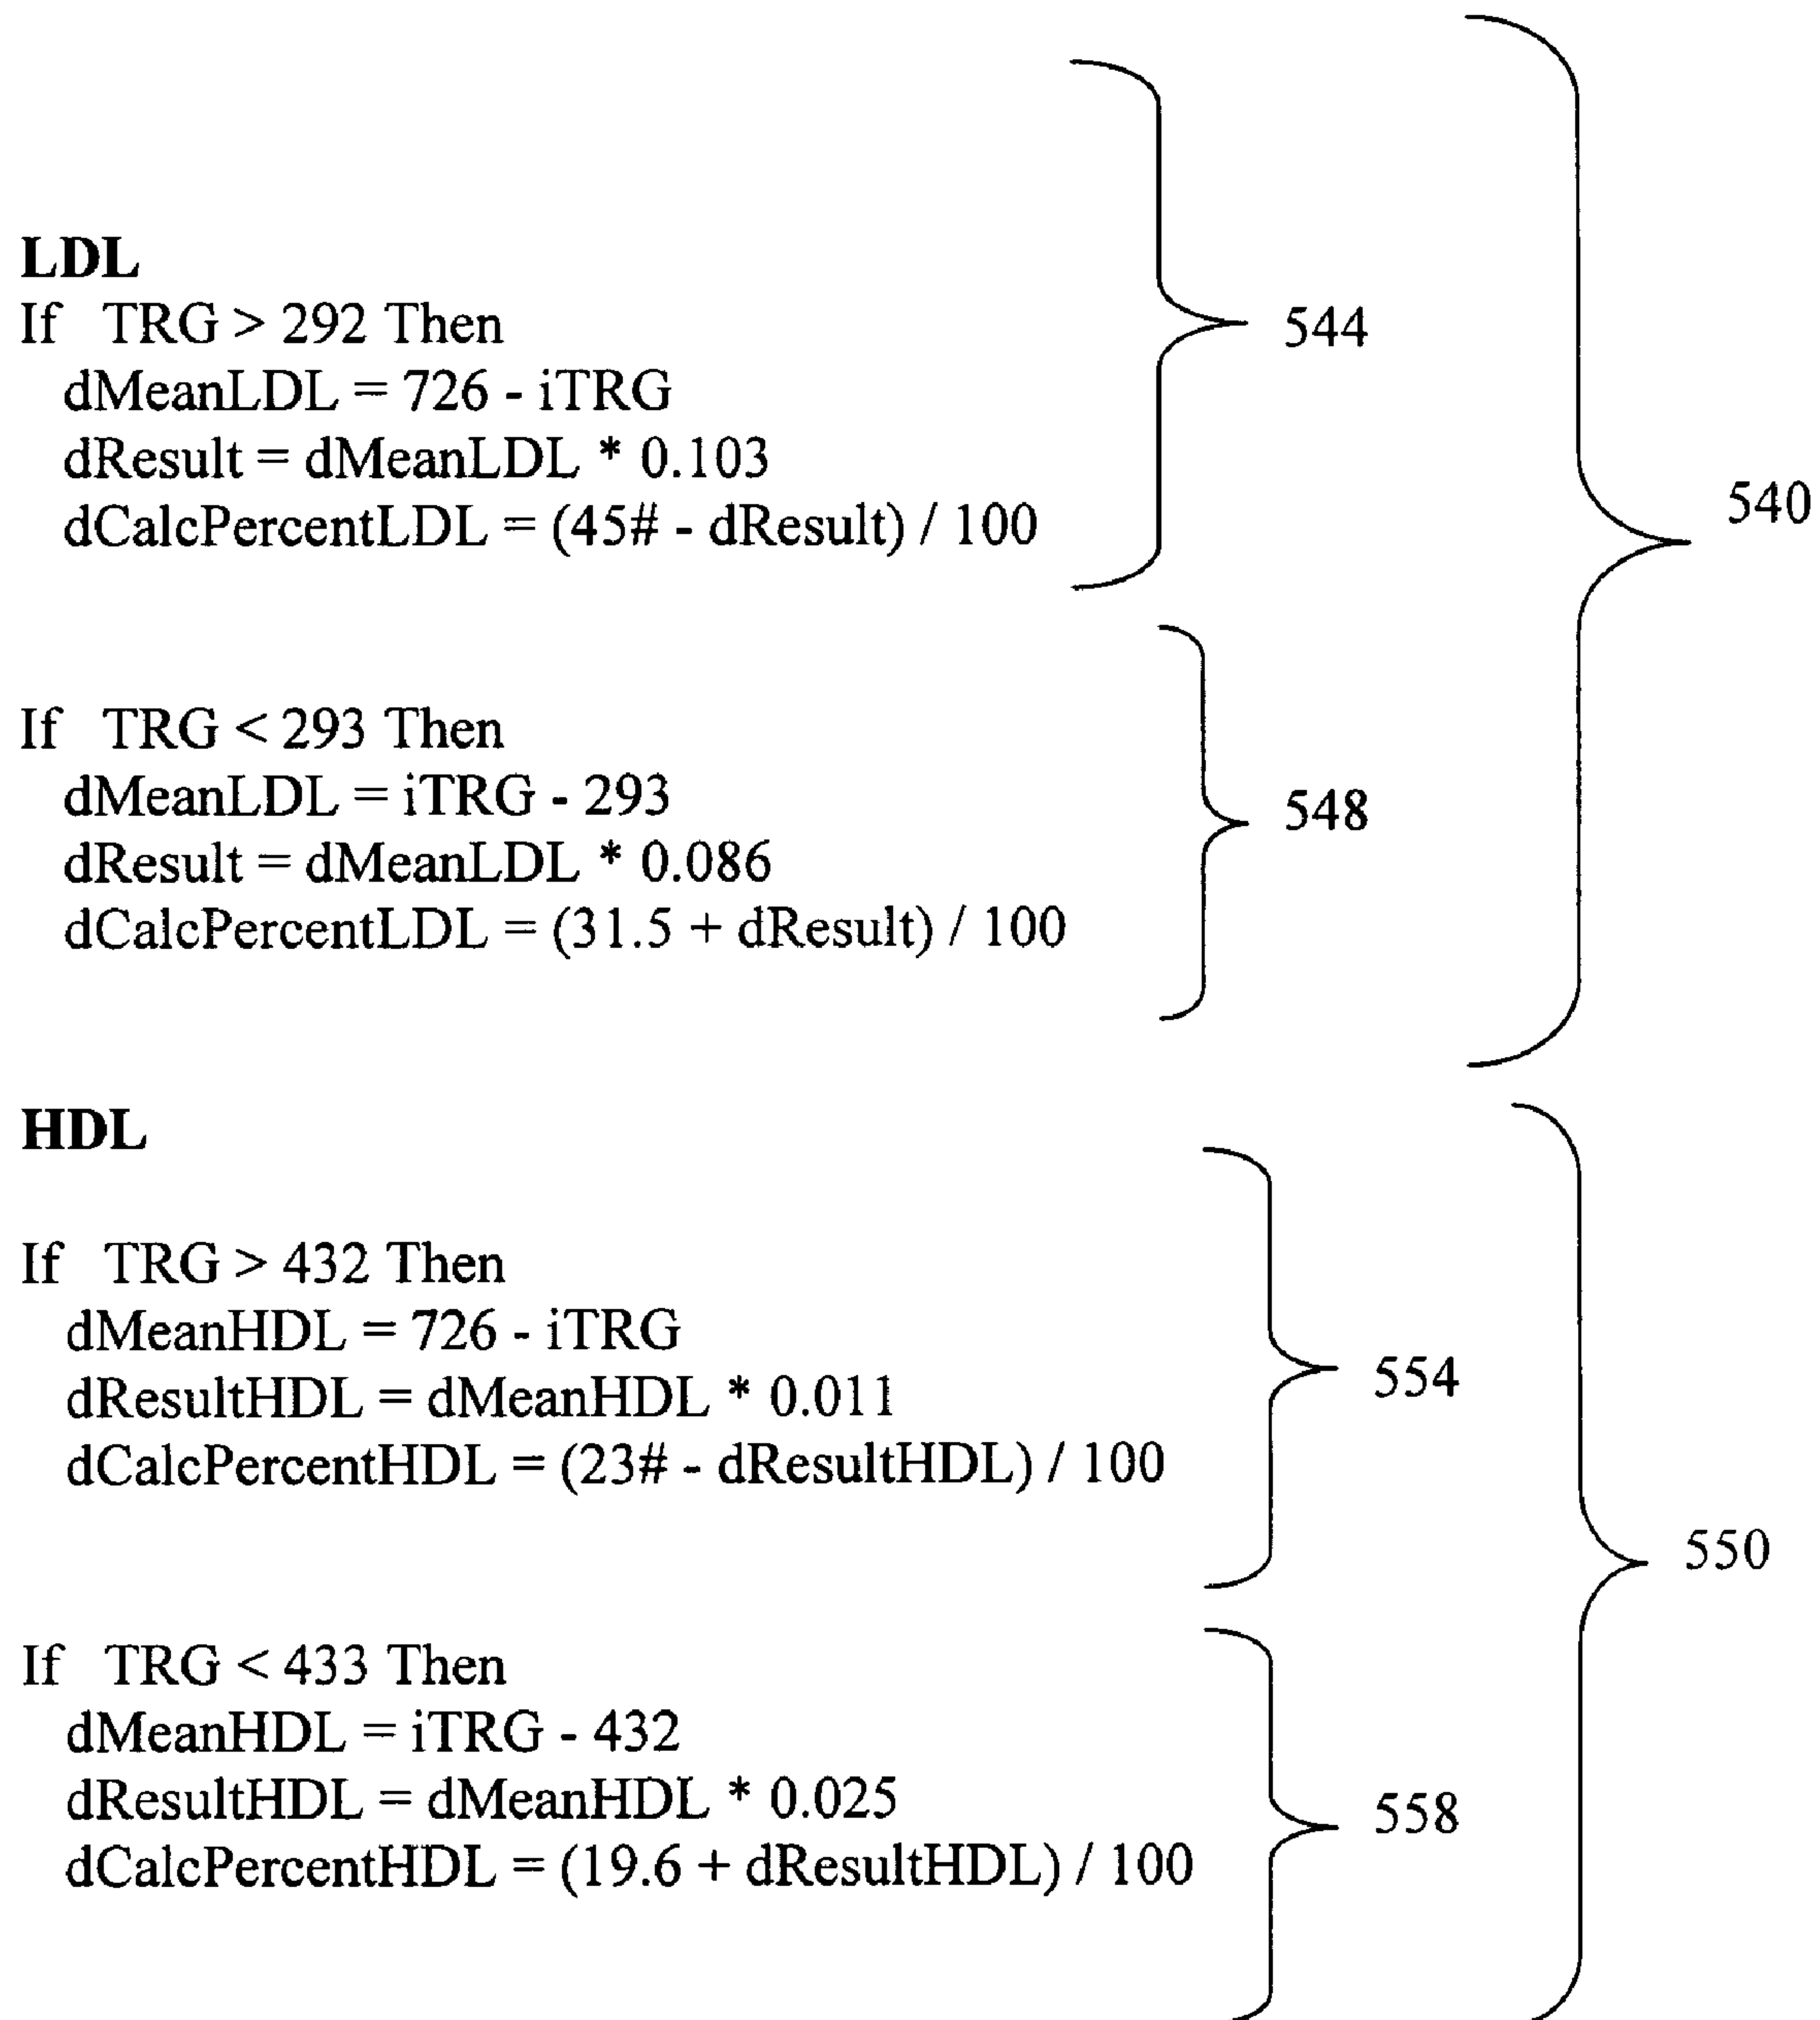 LDL
If TRG > 292 Then
dMeanLDL = 726 - iTRG
dResult = dMeanLDL * 0.103
dCalcPercentLDL = (45# - dResult) / 100
544
540
If TRG < 293 Then
dMeanLDL = iTRG - 293
dResult = dMeanLDL * 0.086
dCalcPercentLDL = (31.5 + dResult) / 100
548
HDL
If TRG > 432 Then
dMeanHDL = 726 - iTRG
dResultHDL = dMeanHDL * 0.011
dCalcPercentHDL = (23# - dResultHDL) / 100
554
550
If TRG < 433 Then
dMeanHDL = iTRG - 432
dResultHDL = dMeanHDL * 0.025
dCalcPercentHDL = (19.6 + dResultHDL) / 100
558